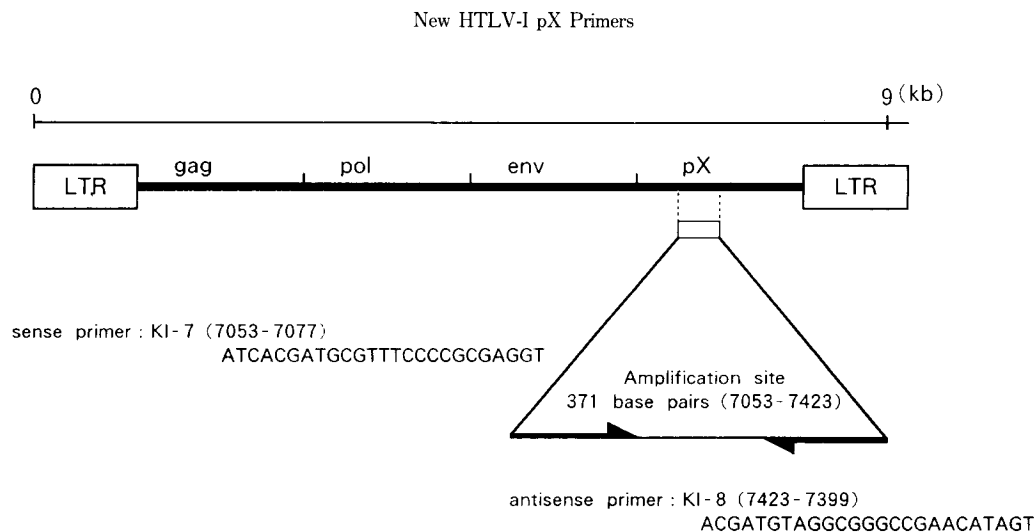 New HTLV-I pX Primers
0 9 (kb)
gag pol env pX
LTR LTR
sense primer : KI-7 (7053-7077)
ATCACGATGCGTTTCCCCGCGAGGT
Amplification site
371 base pairs (7053-7423)
antisense primer : KI-8 (7423-7399)
ACGATGTAGGCGGGCCGAACATAGT